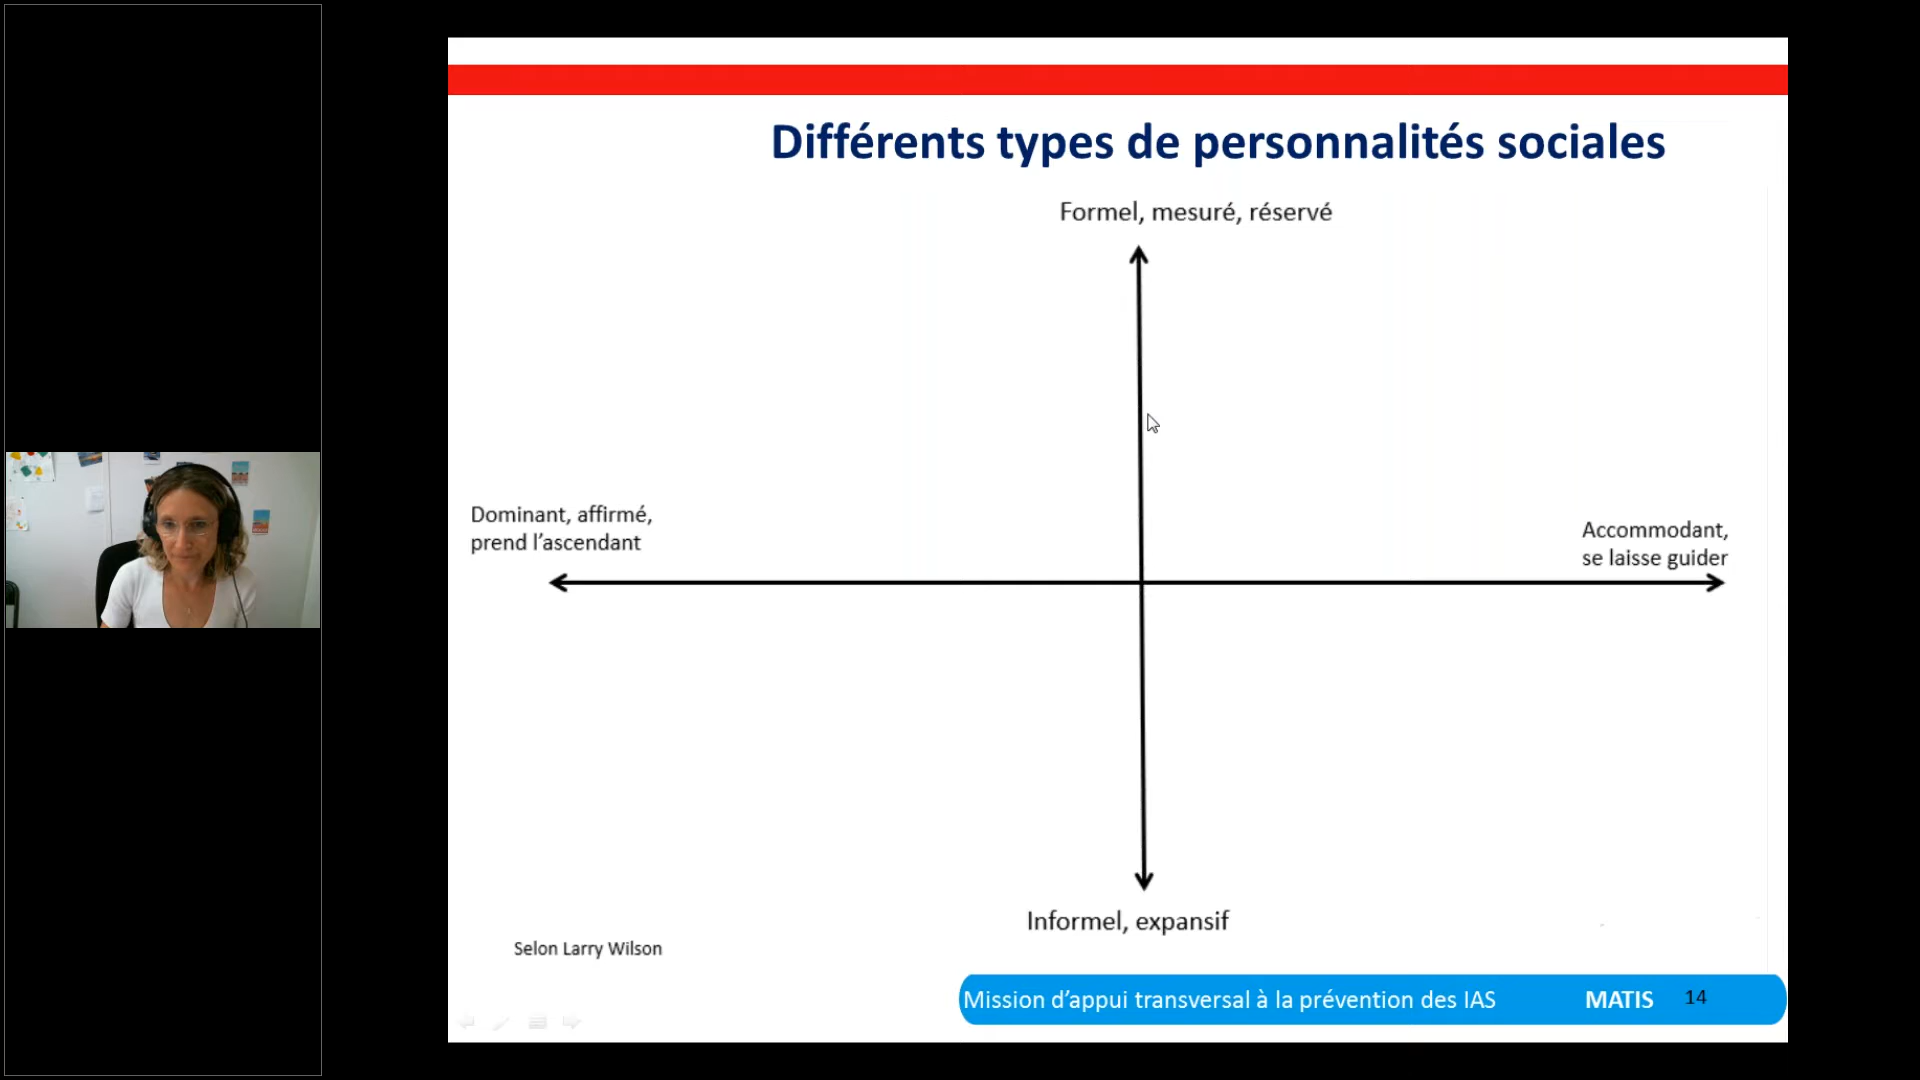 Différents types de personnalités sociales
Formel, mesuré, réservé
Dominant, affirmé,
prend l'ascendant
Accommodant,
se laisse guider
Informel, expansif
Selon Larry Wilson
Mission d'appui transversal à la prévention des IAS
MATIS
14